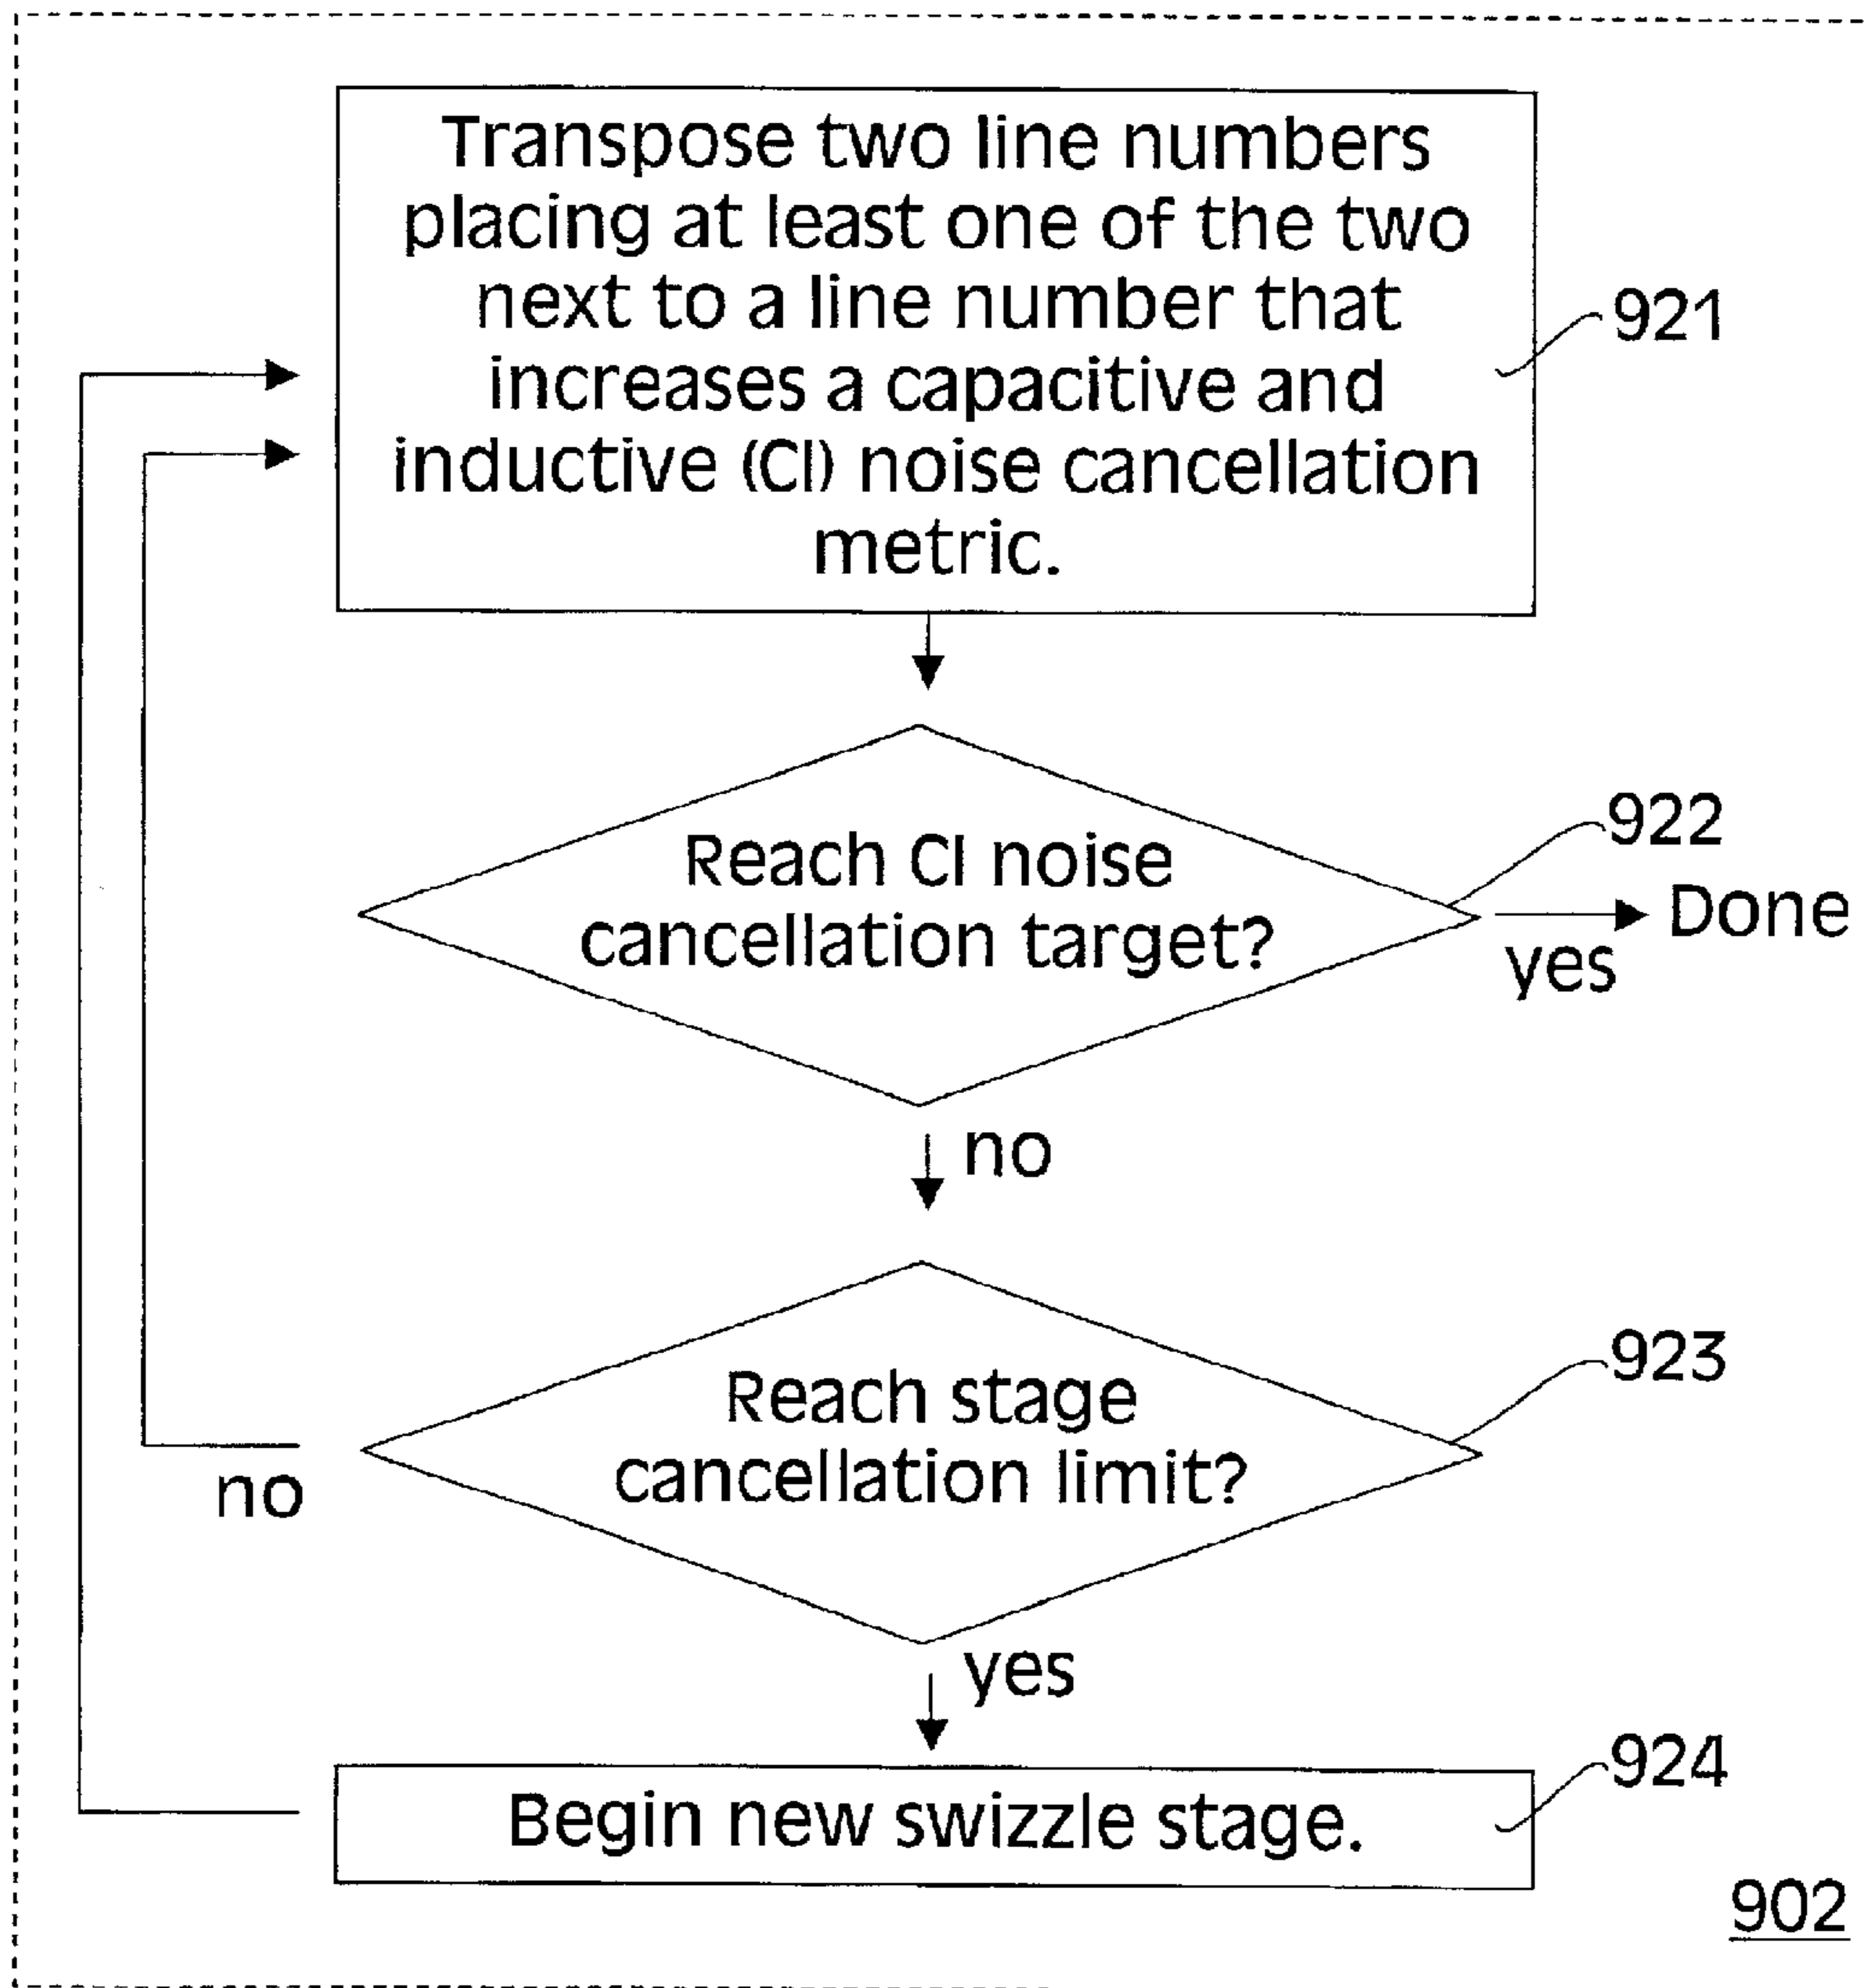 Transpose two line numbers
placing at least one of the two
next to a line number that
increases a capacitive and
inductive (CI) noise cancellation
metric.
921
Reach CI noise
cancellation target?
922
Done
yes
no
Reach stage
cancellation limit?
923
no
yes
Begin new swizzle stage.
924
902